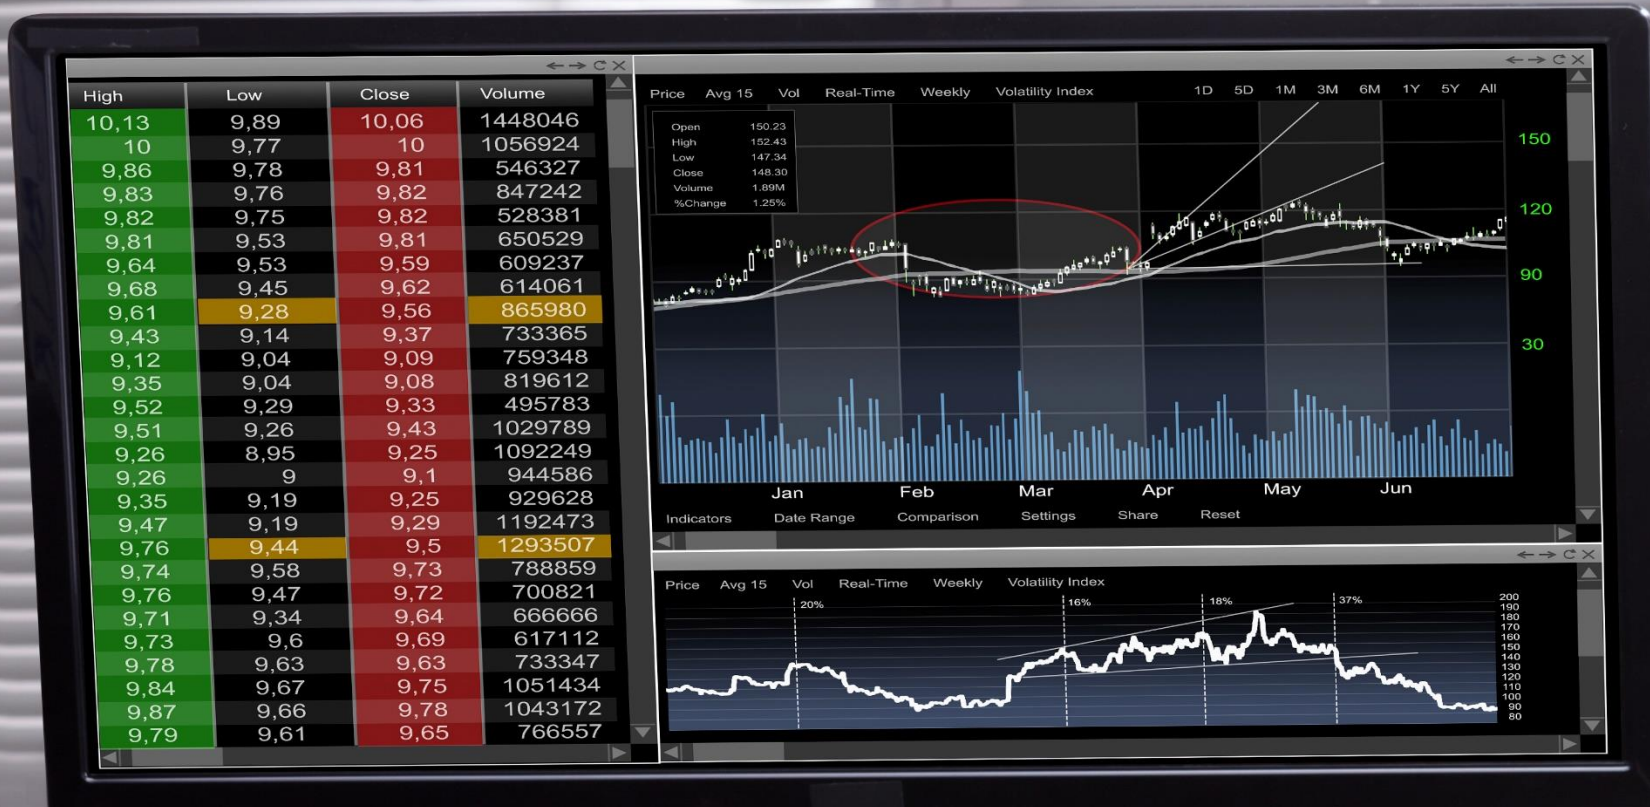 High Low Close Volume
10,13 9,89 10,06 1448046
10 9,77 10 1056924
9,86 9,78 9,81 546327
9,83 9,76 9,82 847242
9,82 9,75 9,82 528381
9,81 9,53 9,81 650529
9,64 9,53 9,59 609237
9,68 9,45 9,62 614061
9,61 9,28 9,56 865980
9,43 9,14 9,37 733365
9,12 9,04 9,09 759348
9,35 9,04 9,08 819612
9,52 9,29 9,33 495783
9,51 9,26 9,43 1029789
9,26 8,95 9,25 1092249
9,26 9 9,1 944586
9,35 9,19 9,25 929628
9,47 9,19 9,29 1192473
9,76 9,44 9,5 1293507
9,74 9,58 9,73 788859
9,76 9,47 9,72 700821
9,71 9,34 9,64 666666
9,73 9,6 9,69 617112
9,78 9,63 9,63 733347
9,84 9,67 9,75 1051434
9,87 9,66 9,78 1043172
9,79 9,61 9,65 766557
Price Avg 15 Vol Real-Time Weekly Volatility Index 1D 5D 1M 3M 6M 1Y 5Y All
Open 150.23
High 152.43
Low 147.34
Close 148.30
Volume 1.89M
%Change 1.25%
150
120
90
30
Jan Feb Mar Apr May Jun
Indicators Date Range Comparison Settings Share Reset
Price Avg 15 Vol Real-Time Weekly Volatility Index
20% 16% 18% 37%
200
190
180
170
160
150
140
130
120
110
100
90
80